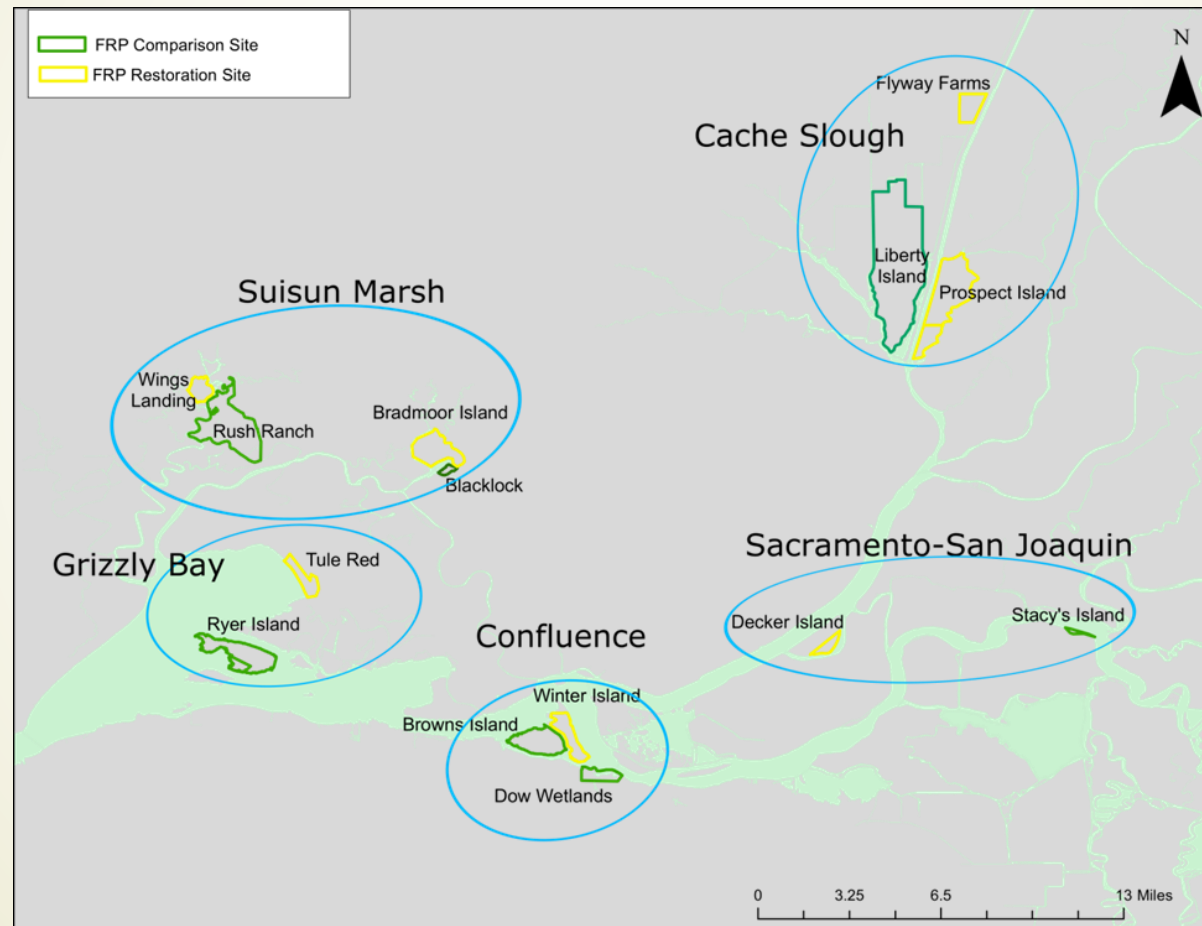 FRP Comparison Site
FRP Restoration Site
N
Flyway Farms
Cache Slough
Liberty
Island
Prospect Island
Suisun Marsh
Wings
Landing
Rush Ranch
Bradmoor Island
Blacklock
Grizzly Bay
Tule Red
Ryer Island
Sacramento-San Joaquin
Decker Island
Stacy's Island
Confluence
Winter Island
Browns Island
Dow Wetlands
0 3.25 6.5 13 Miles